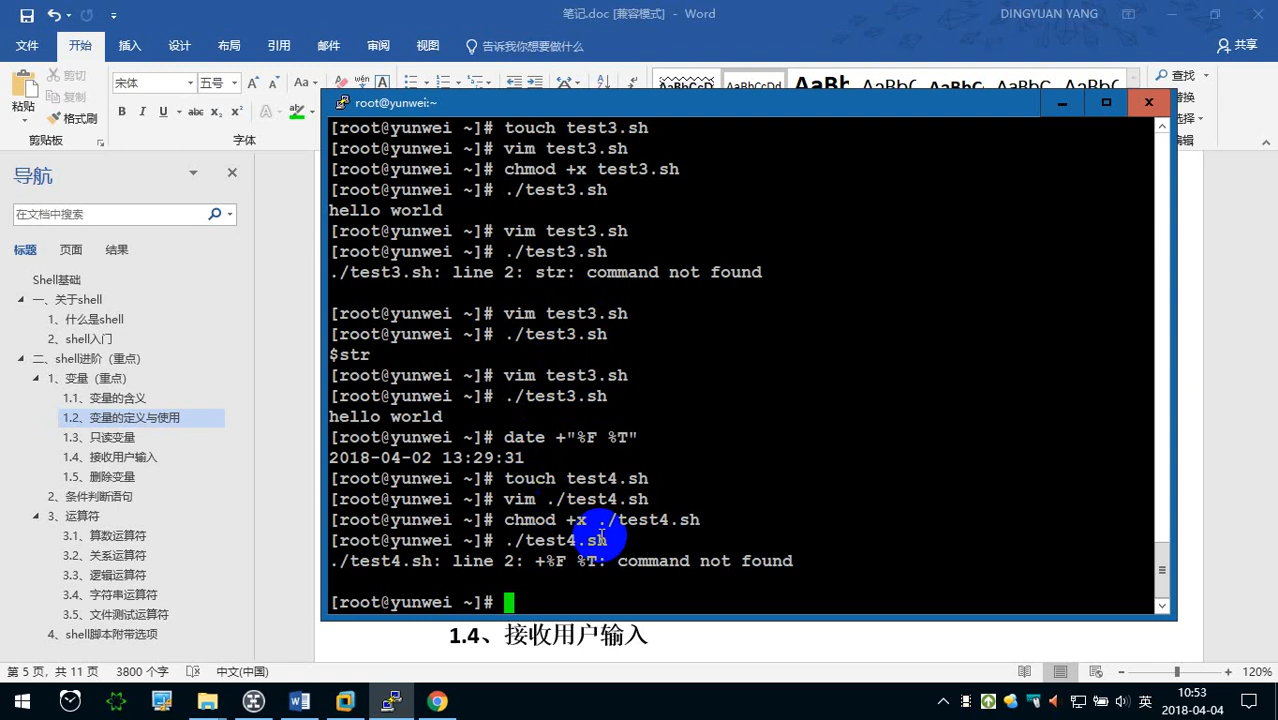 笔记.doc [兼容模式] - Word
DINGYUAN YANG
文件 开始 插入 设计 布局 引用 邮件 审阅 视图 告诉我你想要做什么 共享
粘贴
剪切
复制
格式刷
剪贴板
宋体 五号
字体
AaBbCcD AaBbCcDd AaBb
查找
替换
选择
编辑
导航
在文档中搜索
标题 页面 结果
Shell基础
一、关于shell
1、什么是shell
2、shell入门
二、shell进阶（重点）
1、变量（重点）
1.1、变量的含义
1.2、变量的定义与使用
1.3、只读变量
1.4、接收用户输入
1.5、删除变量
2、条件判断语句
3、运算符
3.1、算数运算符
3.2、关系运算符
3.3、逻辑运算符
3.4、字符串运算符
3.5、文件测试运算符
4、shell脚本附带选项
root@yunwei:~
[root@yunwei ~]# touch test3.sh
[root@yunwei ~]# vim test3.sh
[root@yunwei ~]# chmod +x test3.sh
[root@yunwei ~]# ./test3.sh
hello world
[root@yunwei ~]# vim test3.sh
[root@yunwei ~]# ./test3.sh
./test3.sh: line 2: str: command not found
[root@yunwei ~]# vim test3.sh
[root@yunwei ~]# ./test3.sh
$str
[root@yunwei ~]# vim test3.sh
[root@yunwei ~]# ./test3.sh
hello world
[root@yunwei ~]# date +"%F %T"
2018-04-02 13:29:31
[root@yunwei ~]# touch test4.sh
[root@yunwei ~]# vim ./test4.sh
[root@yunwei ~]# chmod +x ./test4.sh
[root@yunwei ~]# ./test4.sh
./test4.sh: line 2: +%F %T: command not found
[root@yunwei ~]#
1.4、接收用户输入
第 5 页，共 11 页 3800 个字 中文(中国)
120%
英
10:53
2018-04-04